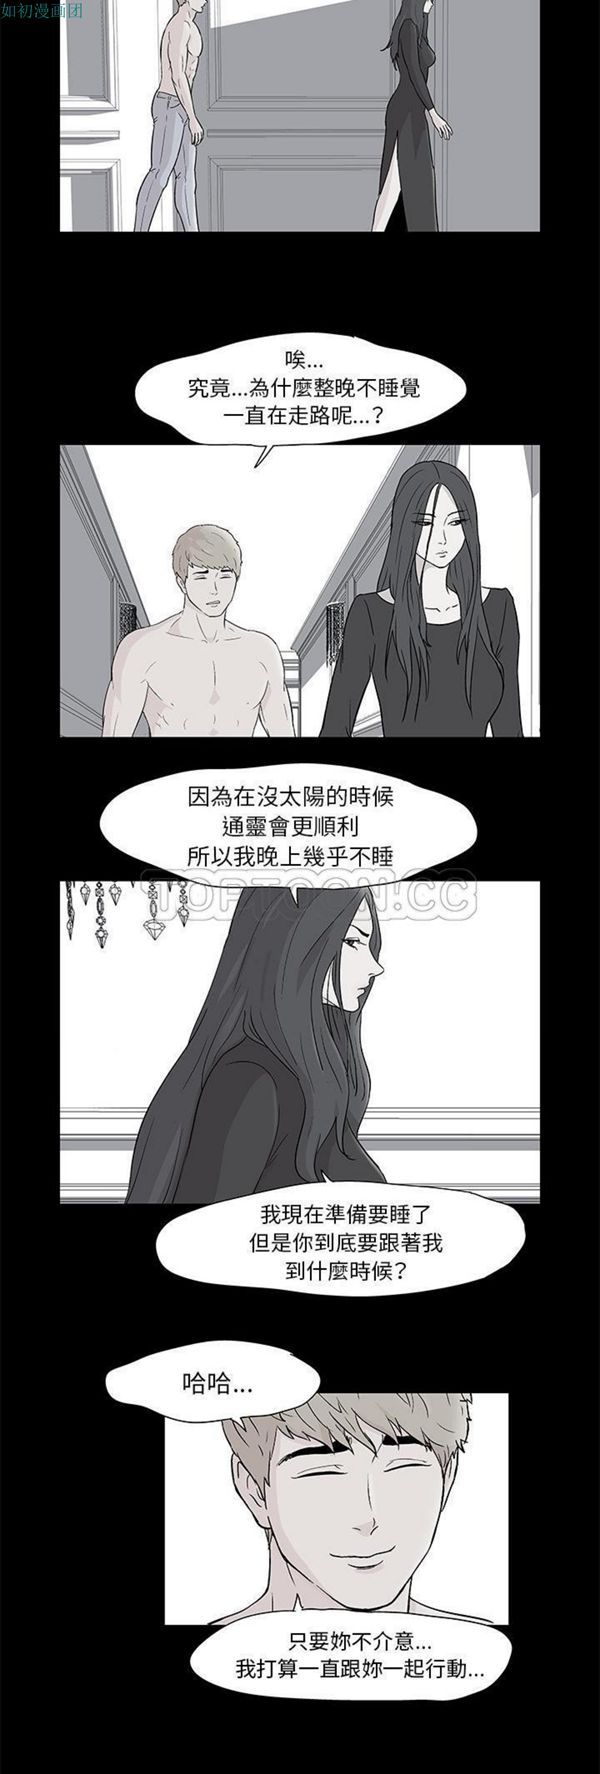 如初漫画团
唉...
究竟...為什麼整晚不睡覺
一直在走路呢...？
因為在沒太陽的時候
通靈會更順利
所以我晚上幾乎不睡
TOPTOON.CC
我現在準備要睡了
但是你到底要跟著我
到什麼時候？
哈哈...
只要妳不介意...
我打算一直跟妳一起行動...